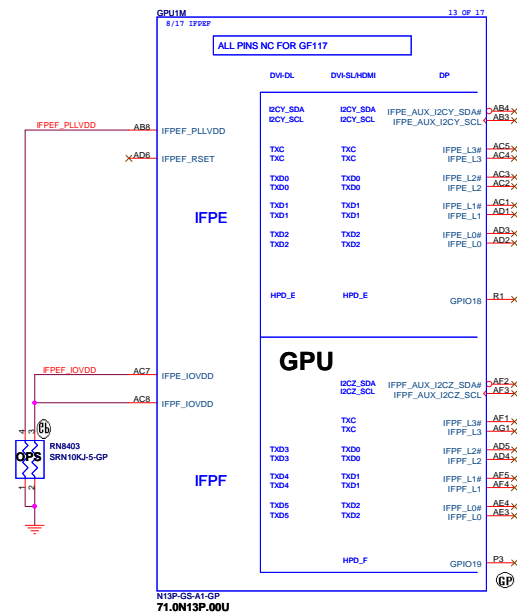 GPU1M 13 OF 17
8/17 IFPEF
ALL PINS NC FOR GF117
DVI-DL DVI-SL/HDMI DP
I2CY_SDA I2CY_SDA IFPE_AUX_I2CY_SDA# AB4
I2CY_SCL I2CY_SCL IFPE_AUX_I2CY_SCL AB3
IFPEF_PLLVDD AB8 IFPEF_PLLVDD
TXC TXC IFPE_L3# AC5
TXC TXC IFPE_L3 AC4
AD6 IFPEF_RSET
TXD0 TXD0 IFPE_L2# AC3
TXD0 TXD0 IFPE_L2 AC2
TXD1 TXD1 IFPE_L1# AC1
TXD1 TXD1 IFPE_L1 AD1
IFPE
TXD2 TXD2 IFPE_L0# AD3
TXD2 TXD2 IFPE_L0 AD2
HPD_E HPD_E GPIO18 R1
GPU
IFPEF_IOVDD AC7 IFPE_IOVDD
I2CZ_SDA IFPF_AUX_I2CZ_SDA# AF2
I2CZ_SCL IFPF_AUX_I2CZ_SCL AF3
AC8 IFPF_IOVDD
TXC IFPF_L3# AF1
TXC IFPF_L3 AG1
4 3
RN8403
TXD3 TXD0 IFPF_L2# AD5
TXD3 TXD0 IFPF_L2 AD4
OPS SRN10KJ-5-GP
TXD4 TXD1 IFPF_L1# AF5
TXD4 TXD1 IFPF_L1 AF4
IFPF
1 2
TXD5 TXD2 IFPF_L0# AE4
TXD5 TXD2 IFPF_L0 AE3
HPD_F GPIO19 P3
GP
N13P-GS-A1-GP
71.0N13P.00U